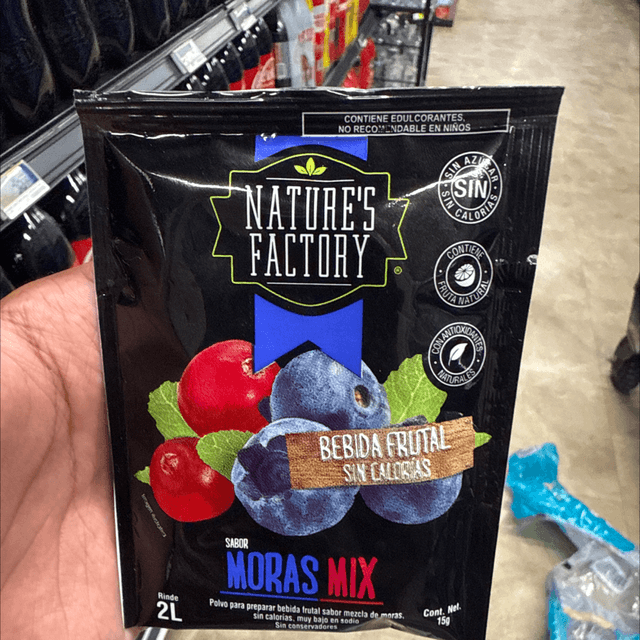 CONTIENE EDULCORANTES,
NO RECOMENDABLE EN NIÑOS
NATURE'S
FACTORY
®
SIN AZÚCAR
SIN
SIN CALORÍAS
CONTIENE
FRUTA NATURAL
CON ANTIOXIDANTES
NATURALES
BEBIDA FRUTAL
SIN CALORÍAS
SABOR
MORAS MIX
Rinde
2L
Polvo para preparar bebida frutal sabor mezcla de moras,
sin calorías, muy bajo en sodio
Sin conservadores
Cont. Net.
15g